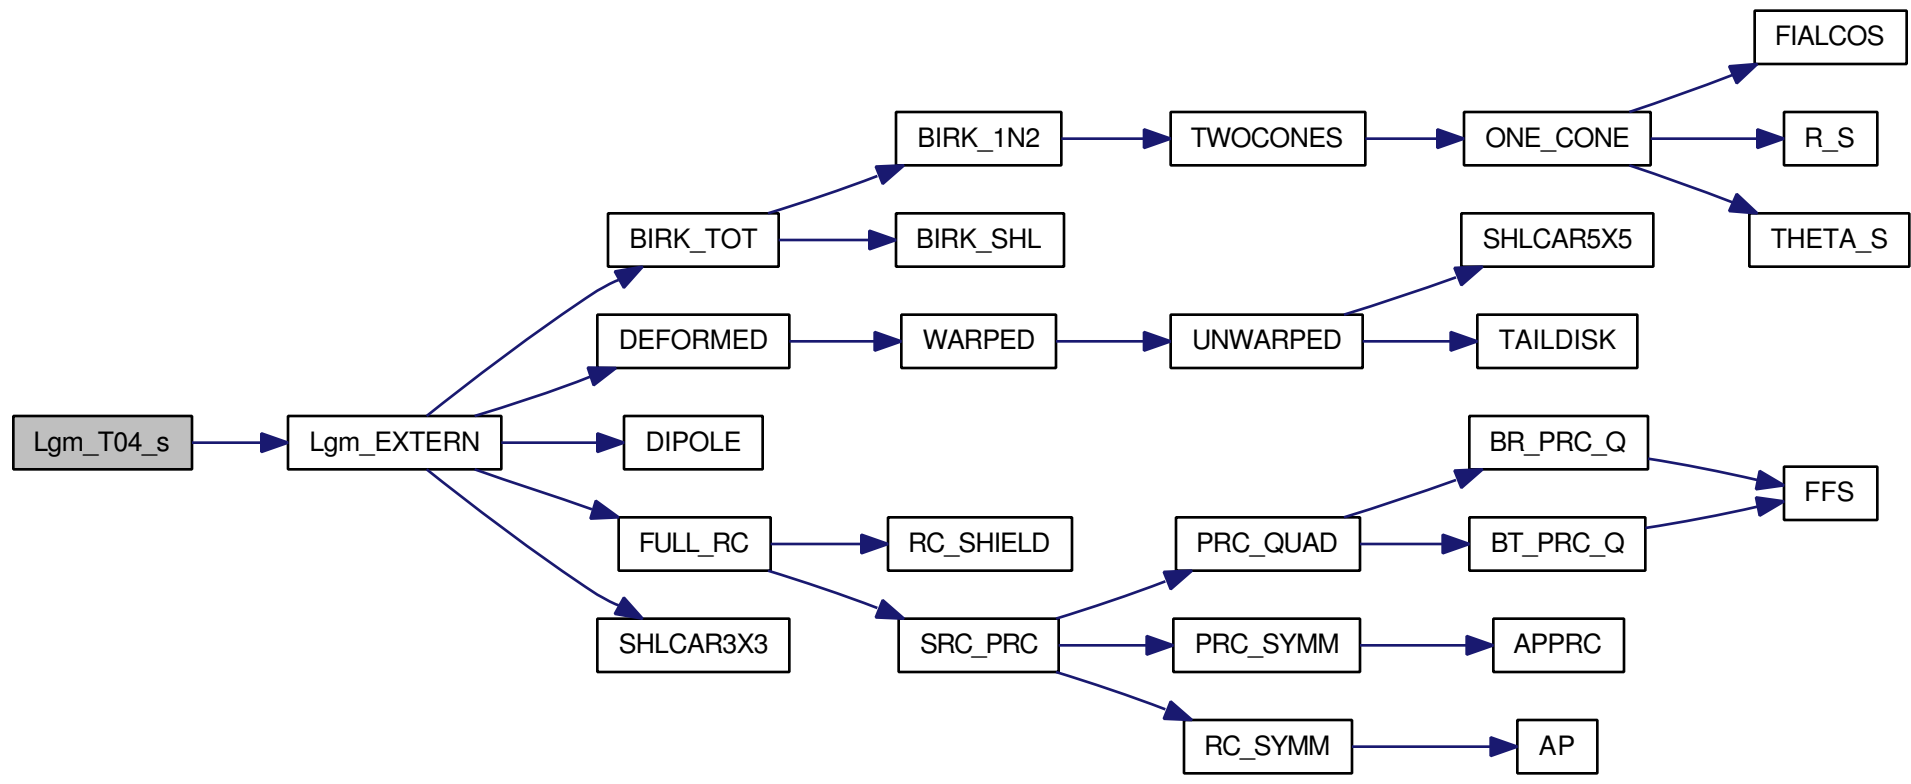 FIALCOS
BIRK_1N2
TWOCONES
ONE_CONE
R_S
BIRK_TOT
BIRK_SHL
SHLCAR5X5
THETA_S
DEFORMED
WARPED
UNWARPED
TAILDISK
Lgm_T04_s
Lgm_EXTERN
DIPOLE
BR_PRC_Q
FFS
FULL_RC
RC_SHIELD
PRC_QUAD
BT_PRC_Q
SHLCAR3X3
SRC_PRC
PRC_SYMM
APPRC
RC_SYMM
AP